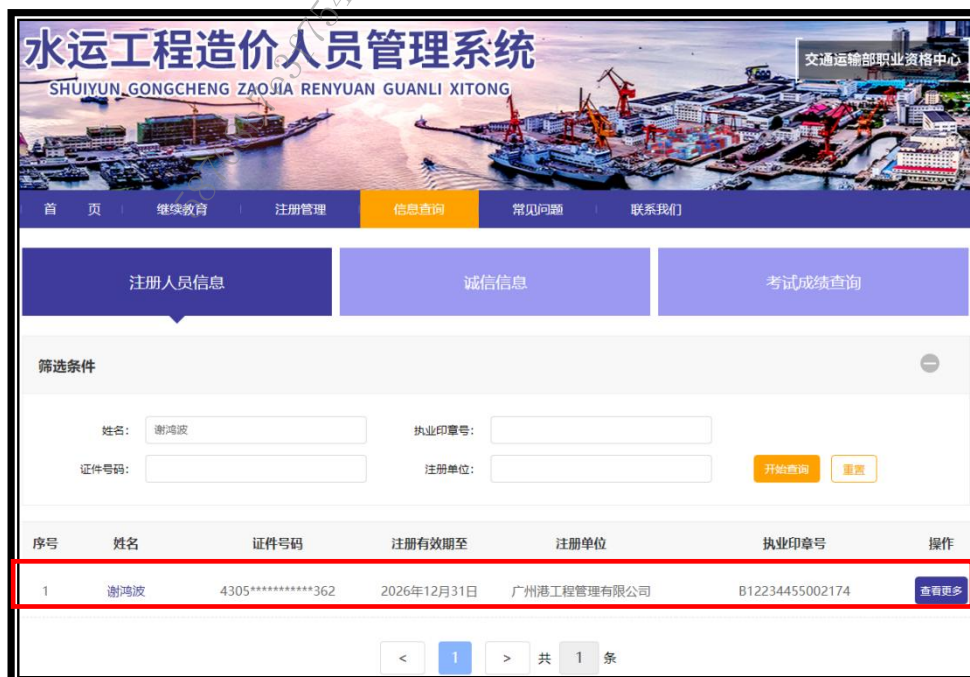 水运工程造价人员管理系统
SHUIYUN GONGCHENG ZAOJIA RENYUAN GUANLI XITONG
交通运输部职业资格中心
首 页 继续教育 注册管理 信息查询 常见问题 联系我们
注册人员信息 诚信信息 考试成绩查询
筛选条件
姓名： 谢鸿波 执业印章号：
证件号码： 注册单位： 开始查询 重置
序号 姓名 证件号码 注册有效期至 注册单位 执业印章号 操作
1 谢鸿波 4305***********362 2026年12月31日 广州港工程管理有限公司 B12234455002174 查看更多
< 1 > 共 1 条